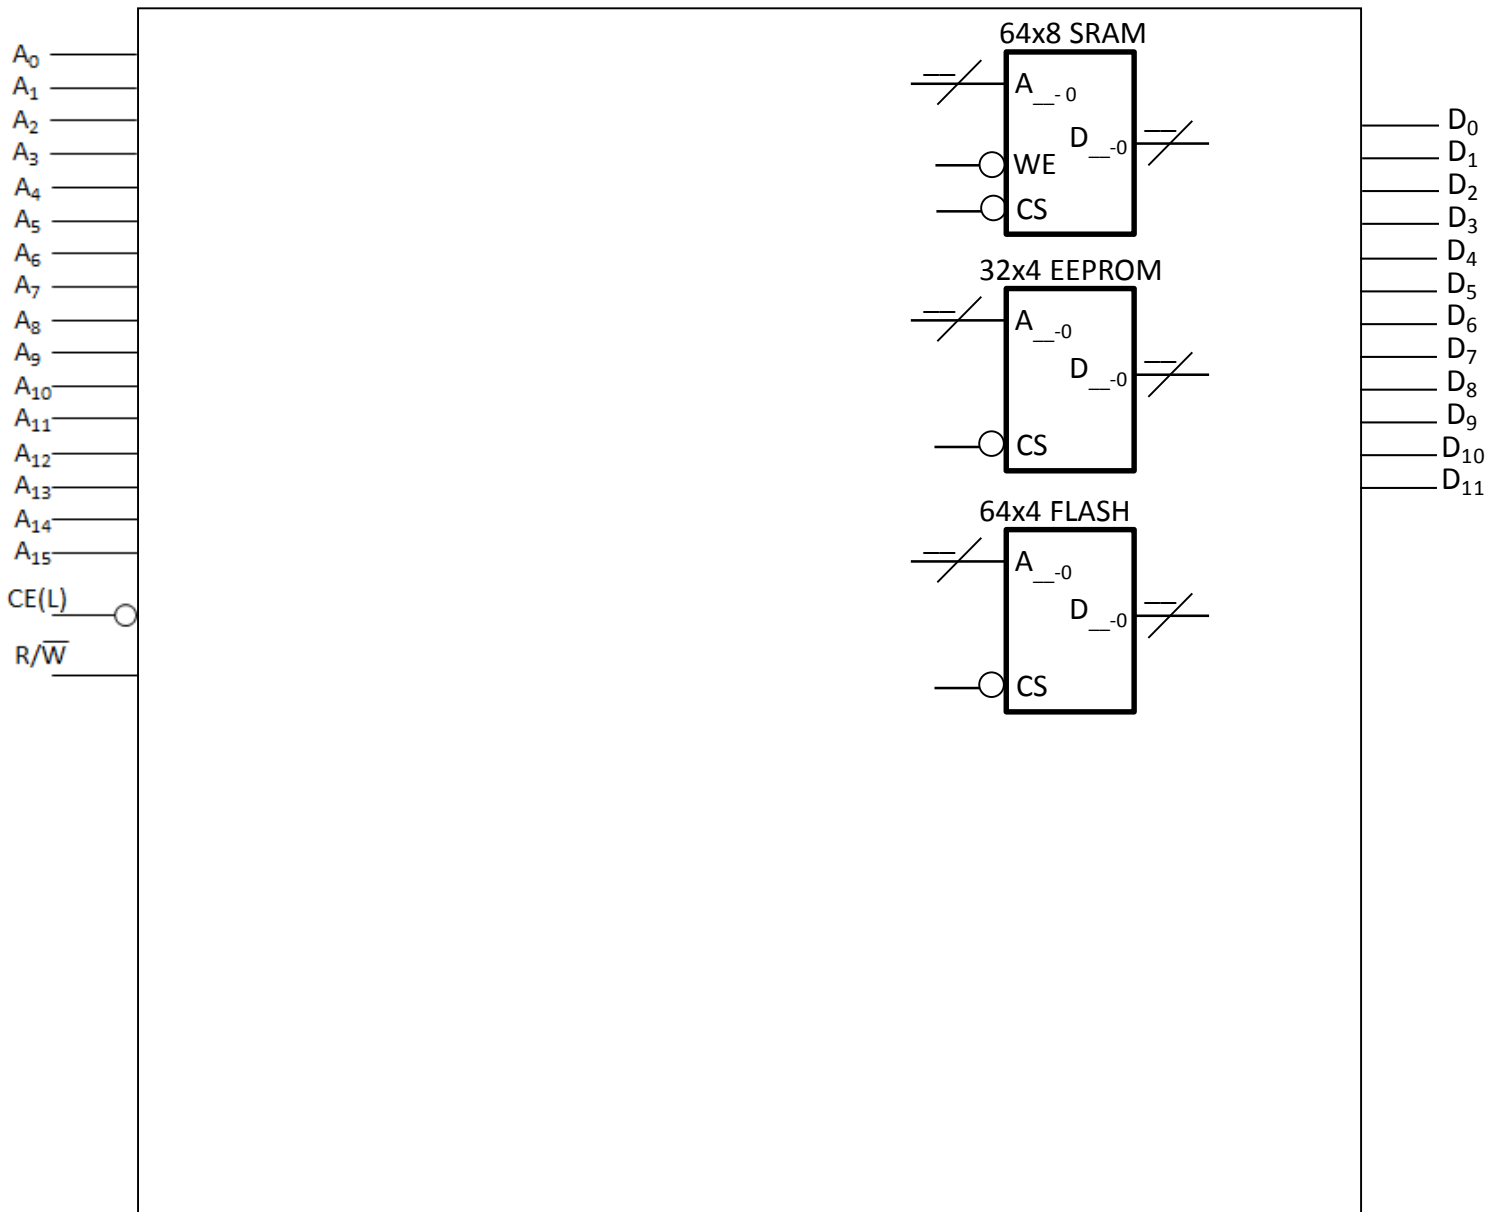 A0
A1
A2
A3
A4
A5
A6
A7
A8
A9
A10
A11
A12
A13
A14
A15
CE(L)
R/W̅
64x8 SRAM
A__-0
D__-0
WE
CS
32x4 EEPROM
A__-0
D__-0
CS
64x4 FLASH
A__-0
D__-0
CS
D0
D1
D2
D3
D4
D5
D6
D7
D8
D9
D10
D11